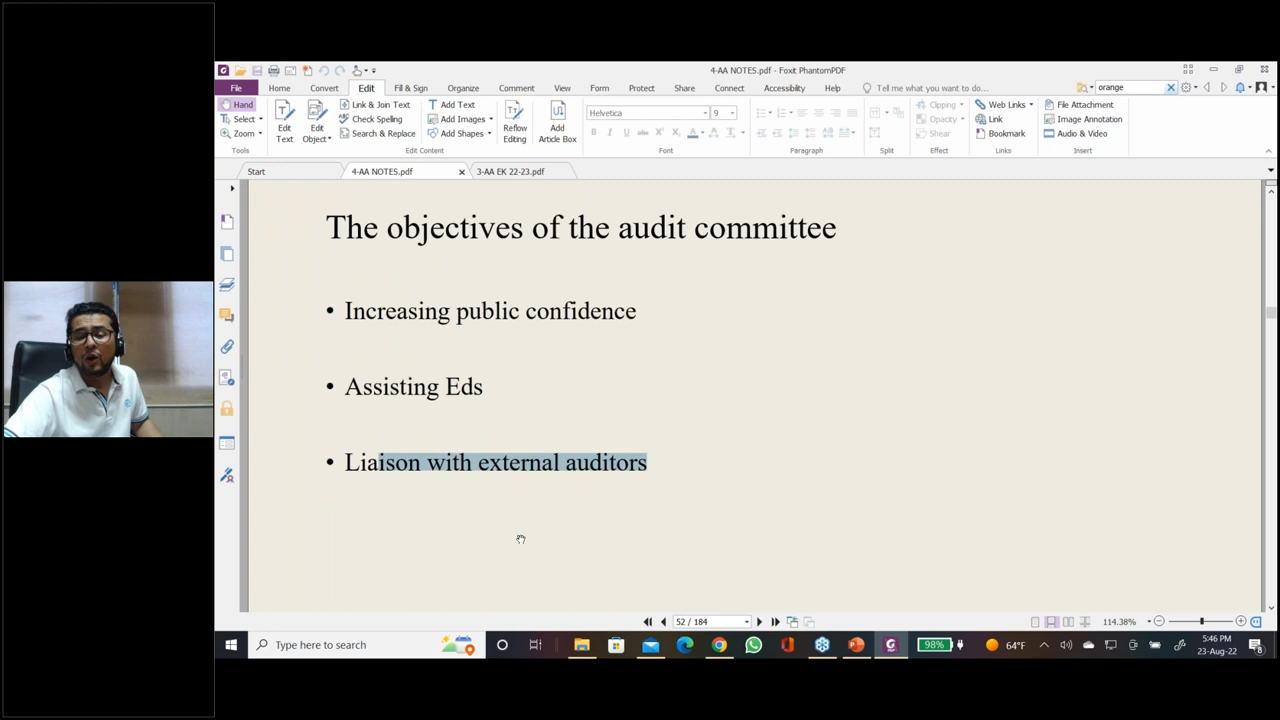 4-AA NOTES.pdf - Foxit PhantomPDF
orange
File Home Convert Edit Fill & Sign Organize Comment View Form Protect Share Connect Accessibility Help Tell me what you want to do...
Hand
Select
Zoom
Tools
Edit Text
Edit Object
Link & Join Text
Check Spelling
Search & Replace
Edit Content
Add Text
Add Images
Add Shapes
Reflow Editing
Add Article Box
Helvetica 9
B I U abc X² X₂ A T
Font
Paragraph
Split
Clipping
Opacity
Shear
Effect
Web Links
Link
Bookmark
Links
File Attachment
Image Annotation
Audio & Video
Insert
Start 4-AA NOTES.pdf 3-AA EK 22-23.pdf
The objectives of the audit committee
• Increasing public confidence
• Assisting Eds
• Liaison with external auditors
52 / 184 114.38%
Type here to search
98%
64°F
5:46 PM
23-Aug-22
8